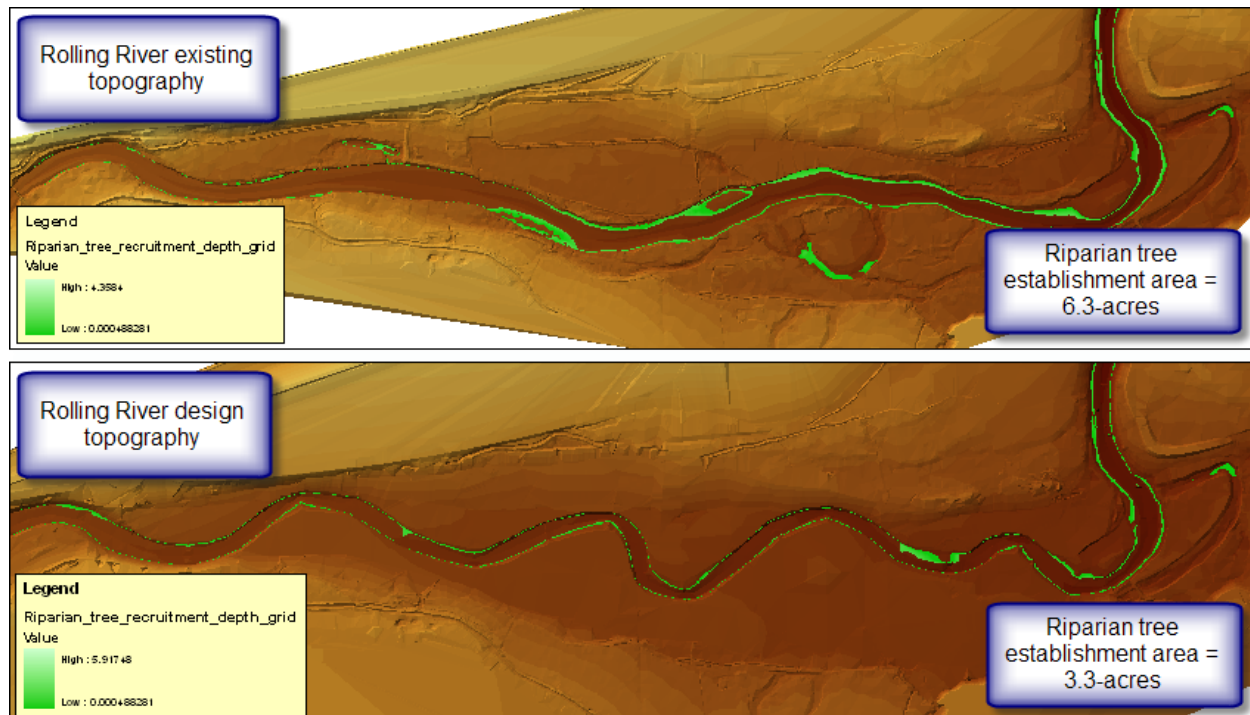 Rolling River existing
topography
Legend
Riparian_tree_recruitment_depth_grid
Value
High : 4.3584
Low : 0.000488281
Riparian tree
establishment area =
6.3-acres
Rolling River design
topography
Legend
Riparian_tree_recruitment_depth_grid
Value
High : 5.91748
Low : 0.000488281
Riparian tree
establishment area =
3.3-acres